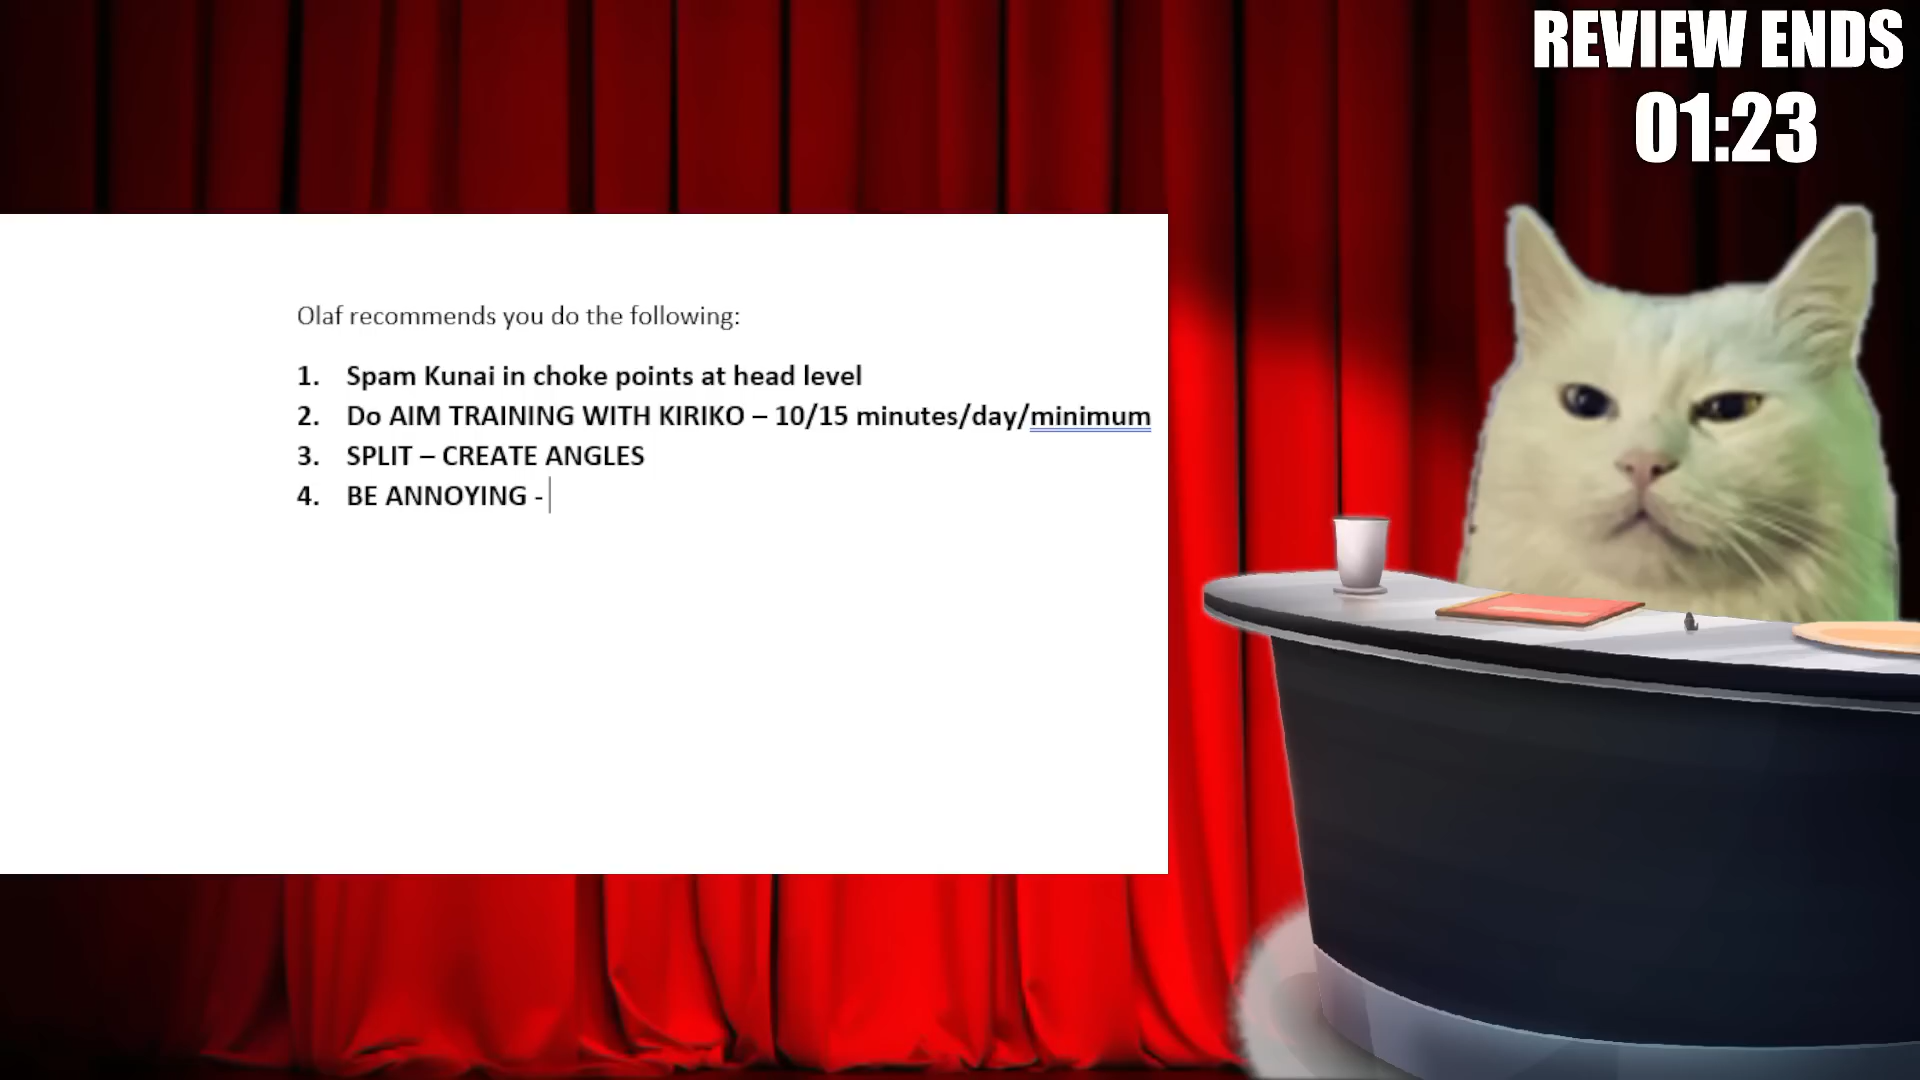 REVIEW ENDS
01:23
Olaf recommends you do the following:
1. Spam Kunai in choke points at head level
2. Do AIM TRAINING WITH KIRIKO – 10/15 minutes/day/minimum
3. SPLIT – CREATE ANGLES
4. BE ANNOYING -